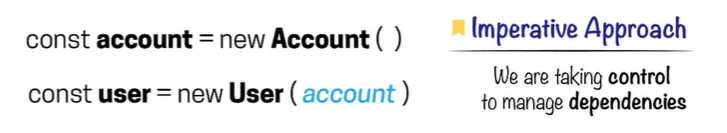 const account = new Account ( )
const user = new User ( account )
Imperative Approach
We are taking control
to manage dependencies